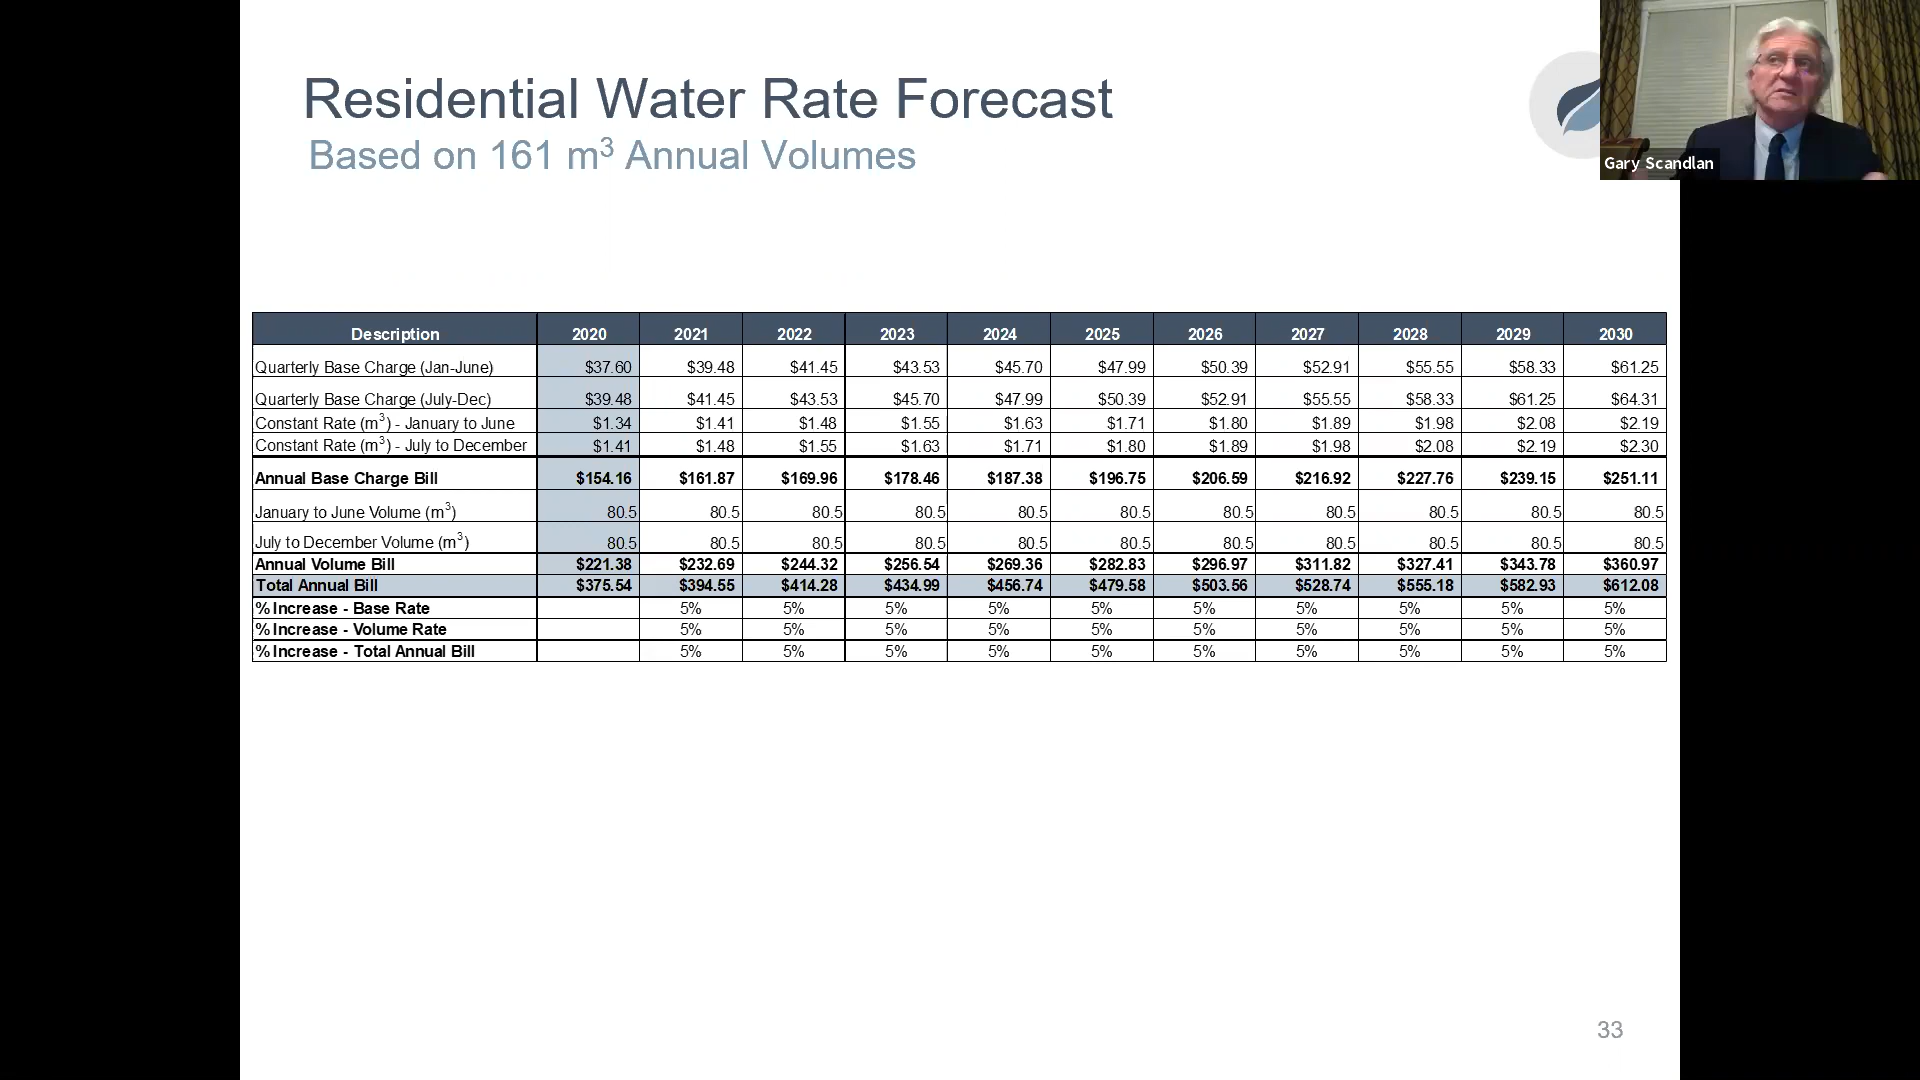 Residential Water Rate Forecast
Based on 161 m³ Annual Volumes
Gary Scandlan
Description 2020 2021 2022 2023 2024 2025 2026 2027 2028 2029 2030
Quarterly Base Charge (Jan-June) $37.60 $39.48 $41.45 $43.53 $45.70 $47.99 $50.39 $52.91 $55.55 $58.33 $61.25
Quarterly Base Charge (July-Dec) $39.48 $41.45 $43.53 $45.70 $47.99 $50.39 $52.91 $55.55 $58.33 $61.25 $64.31
Constant Rate (m³) - January to June $1.34 $1.41 $1.48 $1.55 $1.63 $1.71 $1.80 $1.89 $1.98 $2.08 $2.19
Constant Rate (m³) - July to December $1.41 $1.48 $1.55 $1.63 $1.71 $1.80 $1.89 $1.98 $2.08 $2.19 $2.30
Annual Base Charge Bill $154.16 $161.87 $169.96 $178.46 $187.38 $196.75 $206.59 $216.92 $227.76 $239.15 $251.11
January to June Volume (m³) 80.5 80.5 80.5 80.5 80.5 80.5 80.5 80.5 80.5 80.5 80.5
July to December Volume (m³) 80.5 80.5 80.5 80.5 80.5 80.5 80.5 80.5 80.5 80.5 80.5
Annual Volume Bill $221.38 $232.69 $244.32 $256.54 $269.36 $282.83 $296.97 $311.82 $327.41 $343.78 $360.97
Total Annual Bill $375.54 $394.55 $414.28 $434.99 $456.74 $479.58 $503.56 $528.74 $555.18 $582.93 $612.08
% Increase - Base Rate 5% 5% 5% 5% 5% 5% 5% 5% 5% 5%
% Increase - Volume Rate 5% 5% 5% 5% 5% 5% 5% 5% 5% 5%
% Increase - Total Annual Bill 5% 5% 5% 5% 5% 5% 5% 5% 5% 5%
33